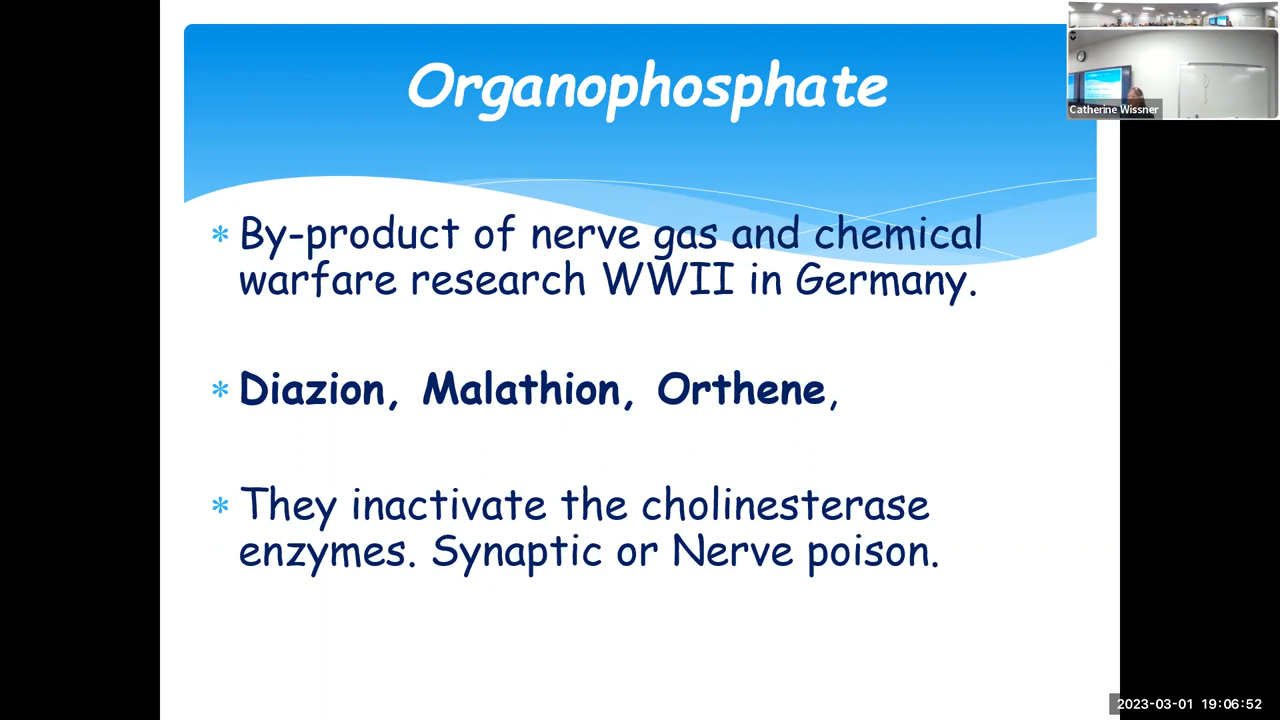 Organophosphate
Catherine Wissner
* By-product of nerve gas and chemical
warfare research WWII in Germany.
* Diazion, Malathion, Orthene,
* They inactivate the cholinesterase
enzymes. Synaptic or Nerve poison.
2023-03-01 19:06:52